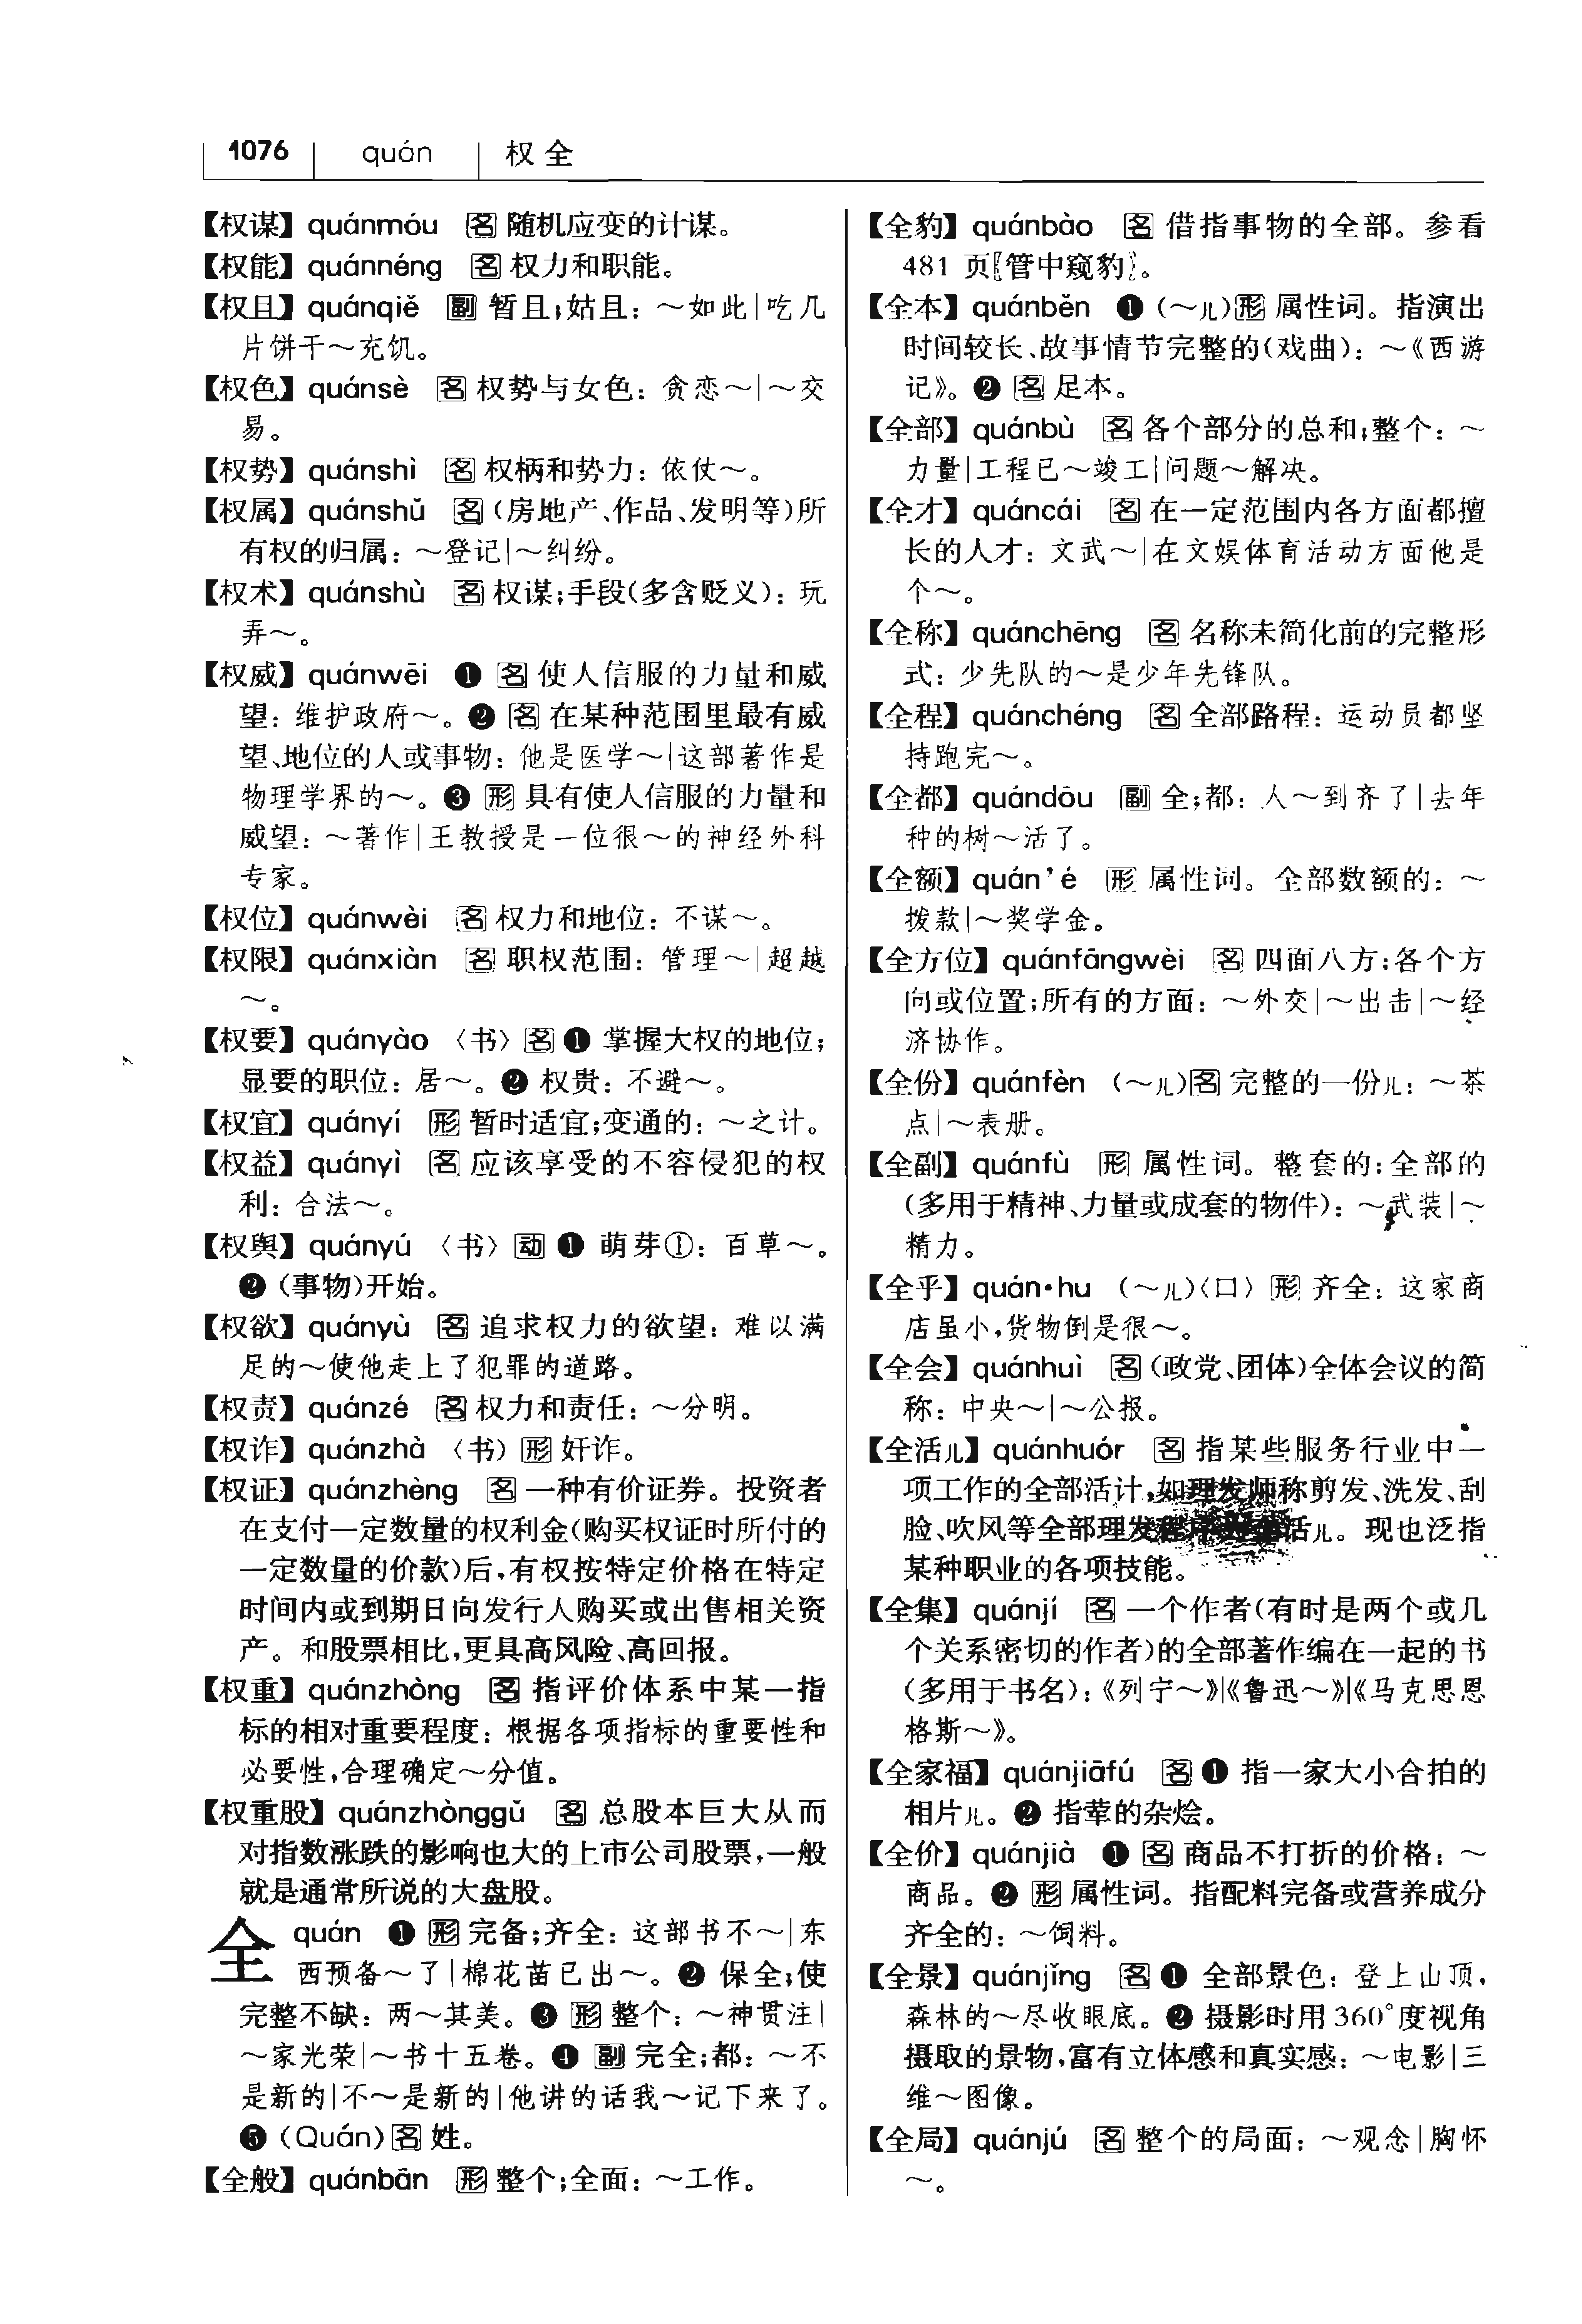 1076 quán 权全
【权谋】 quánmóu 名 随机应变的计谋。
【权能】 quánnéng 名 权力和职能。
【权且】 quánqiě 副 暂且;姑且: ～如此|吃几
片饼干～充饥。
【权色】 quánsè 名 权势与女色: 贪恋～|～交
易。
【权势】 quánshì 名 权柄和势力: 依仗～。
【权属】 quánshǔ 名 (房地产、作品、发明等)所
有权的归属: ～登记|～纠纷。
【权术】 quánshù 名 权谋;手段(多含贬义): 玩
弄～。
【权威】 quánwēi ❶ 名 使人信服的力量和威
望: 维护政府～。❷ 名 在某种范围里最有威
望、地位的人或事物: 他是医学～|这部著作是
物理学界的～。❸ 形 具有使人信服的力量和
威望: ～著作|王教授是一位很～的神经外科
专家。
【权位】 quánwèi 名 权力和地位: 不谋～。
【权限】 quánxiàn 名 职权范围: 管理～|超越
～。
【权要】 quányào 〈书〉 名 ❶ 掌握大权的地位;
显要的职位: 居～。❷ 权贵: 不避～。
【权宜】 quányí 形 暂时适宜;变通的: ～之计。
【权益】 quányì 名 应该享受的不容侵犯的权
利: 合法～。
【权舆】 quányú 〈书〉 动 ❶ 萌芽①: 百草～。
❷ (事物)开始。
【权欲】 quányù 名 追求权力的欲望: 难以满
足的～使他走上了犯罪的道路。
【权责】 quánzé 名 权力和责任: ～分明。
【权诈】 quánzhà 〈书〉 形 奸诈。
【权证】 quánzhèng 名 一种有价证券。投资者
在支付一定数量的权利金(购买权证时所付的
一定数量的价款)后,有权按特定价格在特定
时间内或到期日向发行人购买或出售相关资
产。和股票相比,更具高风险、高回报。
【权重】 quánzhòng 名 指评价体系中某一指
标的相对重要程度: 根据各项指标的重要性和
必要性,合理确定～分值。
【权重股】 quánzhònggǔ 名 总股本巨大从而
对指数涨跌的影响也大的上市公司股票,一般
就是通常所说的大盘股。
全 quán ❶ 形 完备;齐全: 这部书不～|东
西预备～了|棉花苗已出～。❷ 保全;使
完整不缺: 两～其美。❸ 形 整个: ～神贯注|
～家光荣|～书十五卷。❹ 副 完全;都: ～不
是新的|不～是新的|他讲的话我～记下来了。
❺ (Quán) 名 姓。
【全般】 quánbān 形 整个;全面: ～工作。
【全豹】 quánbào 名 借指事物的全部。参看
481 页〖管中窥豹〗。
【全本】 quánběn ❶ (～儿)形 属性词。指演出
时间较长、故事情节完整的(戏曲): ～《西游
记》。❷ 名 足本。
【全部】 quánbù 名 各个部分的总和;整个: ～
力量|工程已～竣工|问题～解决。
【全才】 quáncái 名 在一定范围内各方面都擅
长的人才: 文武～|在文娱体育活动方面他是
个～。
【全称】 quánchēng 名 名称未简化前的完整形
式: 少先队的～是少年先锋队。
【全程】 quánchéng 名 全部路程: 运动员都坚
持跑完～。
【全都】 quándōu 副 全;都: 人～到齐了|去年
种的树～活了。
【全额】 quán'é 形 属性词。全部数额的: ～
拨款|～奖学金。
【全方位】 quánfāngwèi 名 四面八方;各个方
向或位置;所有的方面: ～外交|～出击|～经
济协作。
【全份】 quánfèn (～儿)名 完整的一份儿: ～茶
点|～表册。
【全副】 quánfù 形 属性词。整套的;全部的
(多用于精神、力量或成套的物件): ～武装|～
精力。
【全乎】 quán·hu (～儿)〈口〉 形 齐全: 这家商
店虽小,货物倒是很～。
【全会】 quánhuì 名 (政党、团体)全体会议的简
称: 中央～|～公报。
【全活儿】 quánhuór 名 指某些服务行业中一
项工作的全部活计,如理发师称剪发、洗发、刮
脸、吹风等全部理发 活儿。现也泛指
某种职业的各项技能。
【全集】 quánjí 名 一个作者(有时是两个或几
个关系密切的作者)的全部著作编在一起的书
(多用于书名):《列宁～》|《鲁迅～》|《马克思恩
格斯～》。
【全家福】 quánjiāfú 名 ❶ 指一家大小合拍的
相片儿。❷ 指荤的杂烩。
【全价】 quánjià ❶ 名 商品不打折的价格: ～
商品。❷ 形 属性词。指配料完备或营养成分
齐全的: ～饲料。
【全景】 quánjǐng 名 ❶ 全部景色: 登上山顶,
森林的～尽收眼底。❷ 摄影时用360°度视角
摄取的景物,富有立体感和真实感: ～电影|三
维～图像。
【全局】 quánjú 名 整个的局面: ～观念|胸怀
～。